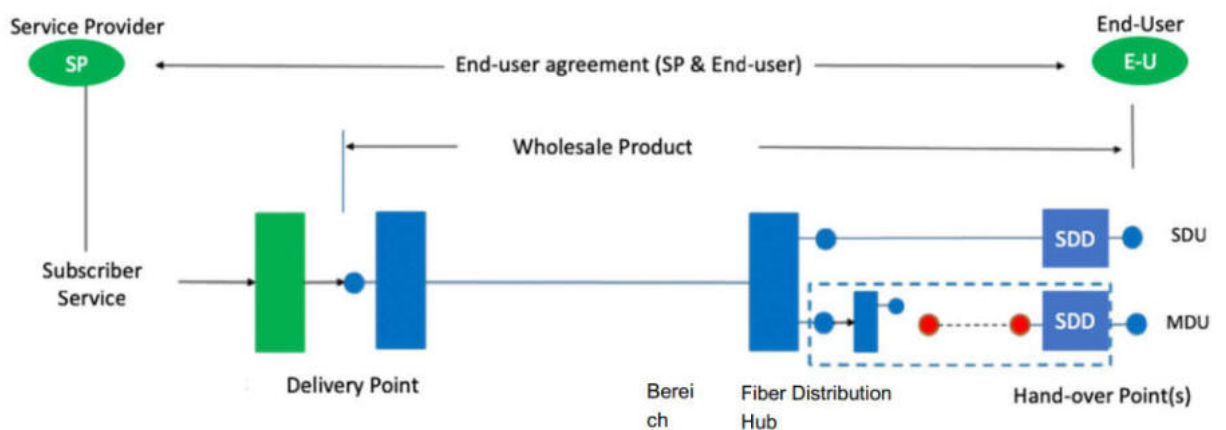 Service Provider
SP
End-user agreement (SP & End-user)
End-User
E-U
Wholesale Product
Subscriber
Service
SDD
SDU
SDD
MDU
Delivery Point
Berei
ch
Fiber Distribution
Hub
Hand-over Point(s)